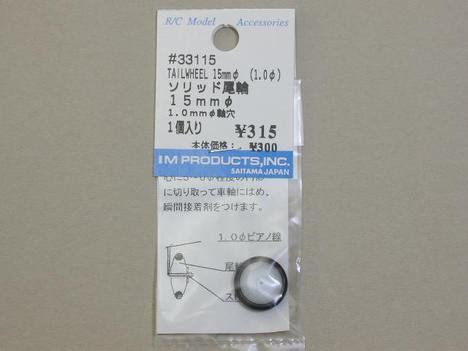 R/C Model Accessories
#33115
TAILWHEEL 15mmφ (1.0φ)
ソリッド尾輪
15mmφ
1.0mmφ軸穴
1個入り ¥315
本体価格: ¥300
IM PRODUCTS,INC.
SAITAMA JAPAN
に切り取って車軸にはめ、
瞬間接着剤をつけます。
1.0φピアノ線
尾輪
ス